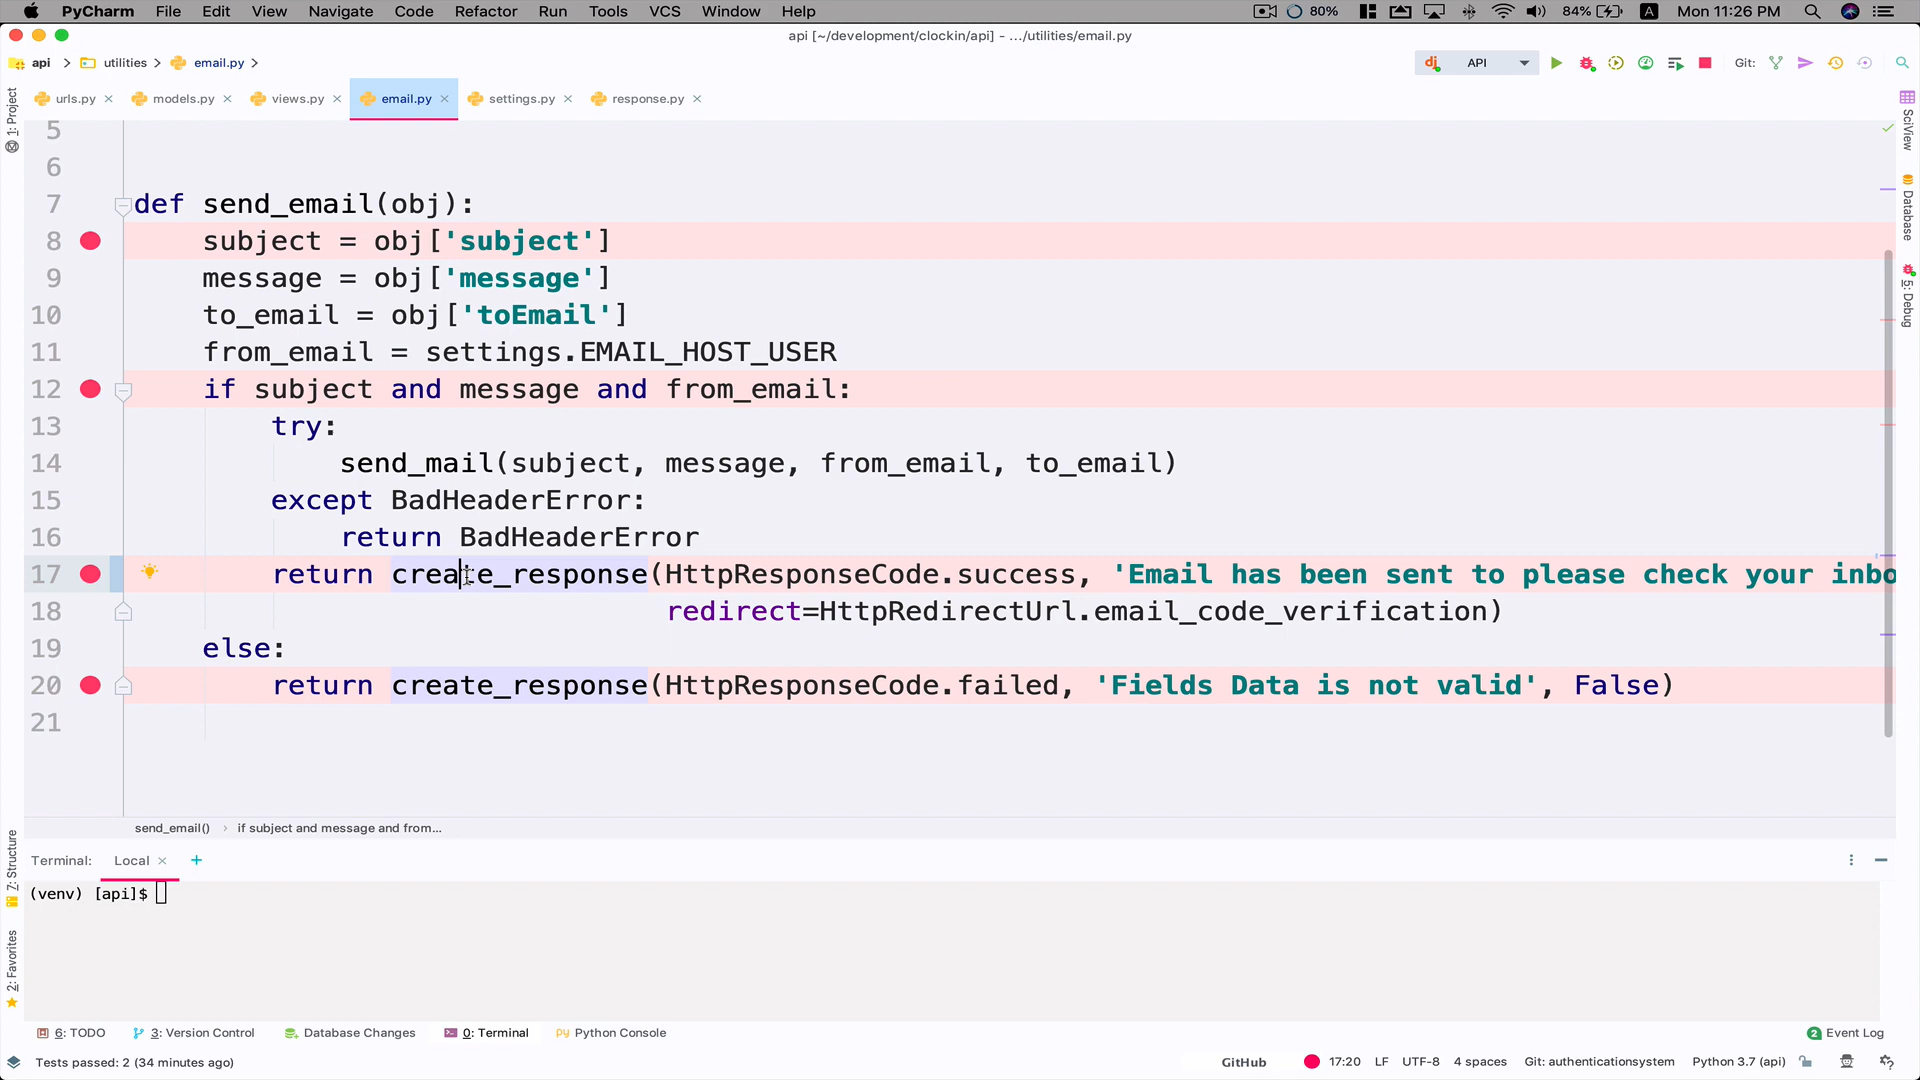 PyCharm File Edit View Navigate Code Refactor Run Tools VCS Window Help 80% 84% A Mon 11:26 PM
api [~/development/clockin/api] - .../utilities/email.py
api utilities email.py dj API Git:
urls.py models.py views.py email.py settings.py response.py
1: Project
SciView
Database
5: Debug
5
6
7 def send_email(obj):
8 subject = obj['subject']
9 message = obj['message']
10 to_email = obj['toEmail']
11 from_email = settings.EMAIL_HOST_USER
12 if subject and message and from_email:
13 try:
14 send_mail(subject, message, from_email, to_email)
15 except BadHeaderError:
16 return BadHeaderError
17 return create_response(HttpResponseCode.success, 'Email has been sent to please check your inbo
18 redirect=HttpRedirectUrl.email_code_verification)
19 else:
20 return create_response(HttpResponseCode.failed, 'Fields Data is not valid', False)
21
send_email() › if subject and message and from...
7: Structure
2: Favorites
Terminal: Local +
(venv) [api]$
6: TODO 3: Version Control Database Changes 0: Terminal Python Console 2 Event Log
Tests passed: 2 (34 minutes ago) GitHub 17:20 LF UTF-8 4 spaces Git: authenticationsystem Python 3.7 (api)